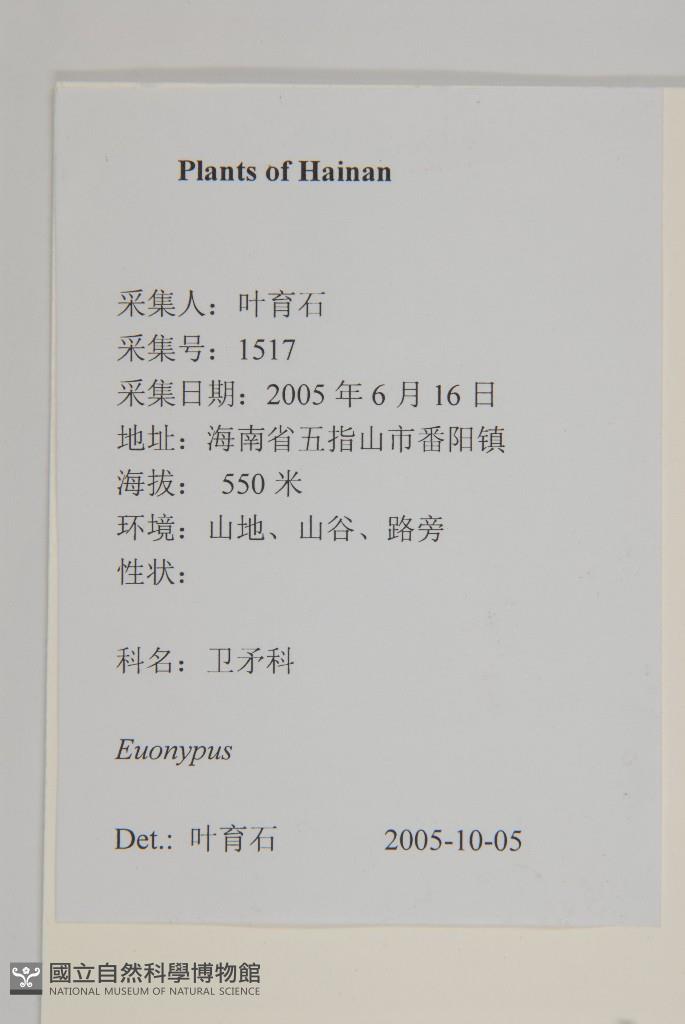 Plants of Hainan
采集人：叶育石
采集号：1517
采集日期：2005 年 6 月 16 日
地址：海南省五指山市番阳镇
海拔： 550 米
环境：山地、山谷、路旁
性状：
科名：卫矛科
Euonypus
Det.: 叶育石 2005-10-05
國立自然科學博物館
NATIONAL MUSEUM OF NATURAL SCIENCE